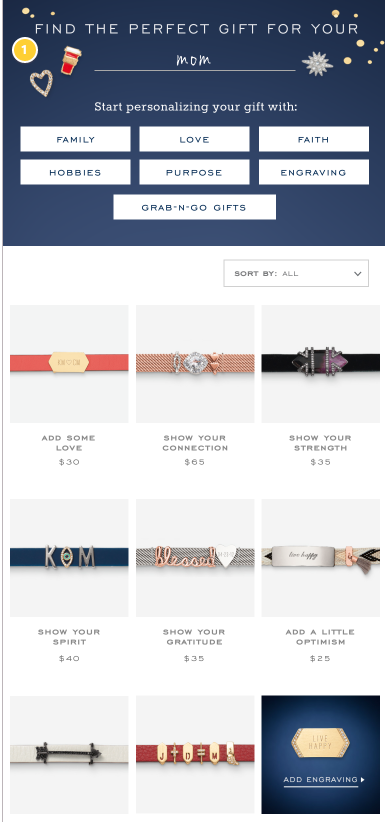 FIND THE PERFECT GIFT FOR YOUR
1
mom
Start personalizing your gift with:
FAMILY
LOVE
FAITH
HOBBIES
PURPOSE
ENGRAVING
GRAB-N-GO GIFTS
SORT BY: ALL
ADD SOME
LOVE
$30
SHOW YOUR
CONNECTION
$65
SHOW YOUR
STRENGTH
$35
K M
blessed
live happy
SHOW YOUR
SPIRIT
$40
SHOW YOUR
GRATITUDE
$35
ADD A LITTLE
OPTIMISM
$25
J + D = M
LIVE
HAPPY
ADD ENGRAVING